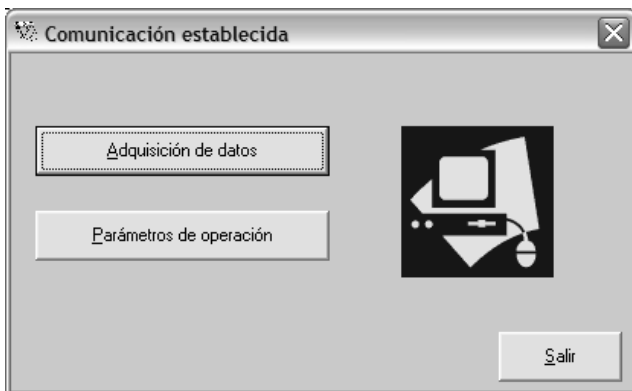 Comunicación establecida
Adquisición de datos
Parámetros de operación
Salir